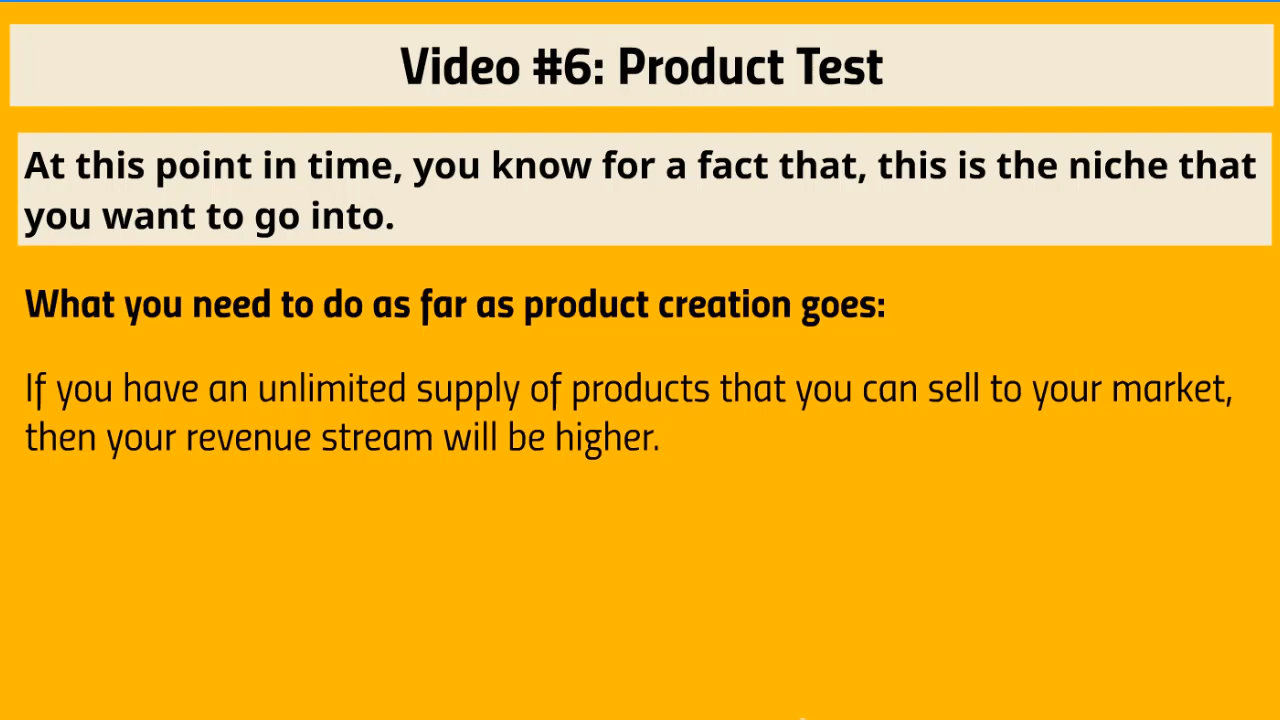 Video #6: Product Test
At this point in time, you know for a fact that, this is the niche that
you want to go into.
What you need to do as far as product creation goes:
If you have an unlimited supply of products that you can sell to your market,
then your revenue stream will be higher.